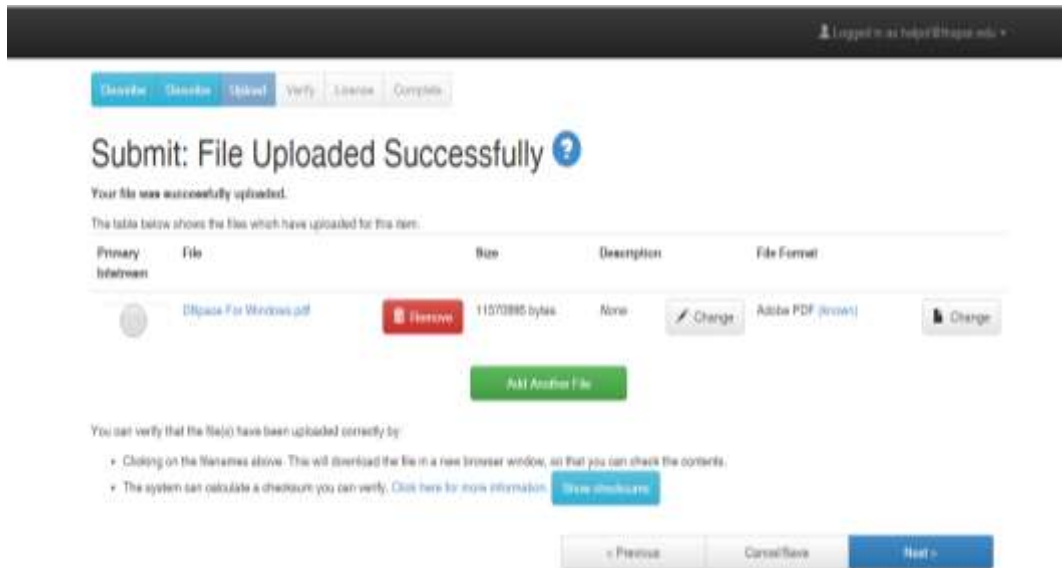 Logged in as
Describe Describe Upload Verify License Complete
Submit: File Uploaded Successfully ?
Your file was successfully uploaded.
The table below shows the files which have uploaded for this item.
Primary Bitstream File Size Description File Format
DSpace For Windows.pdf Remove bytes None Change Adobe PDF (known) Change
Add Another File
You can verify that the file(s) have been uploaded correctly by:
• Clicking on the filenames above. This will download the file in a new browser window, so that you can check the contents.
• The system can calculate a checksum you can verify. Click here for more information. Show checksums
< Previous Cancel/Save Next >